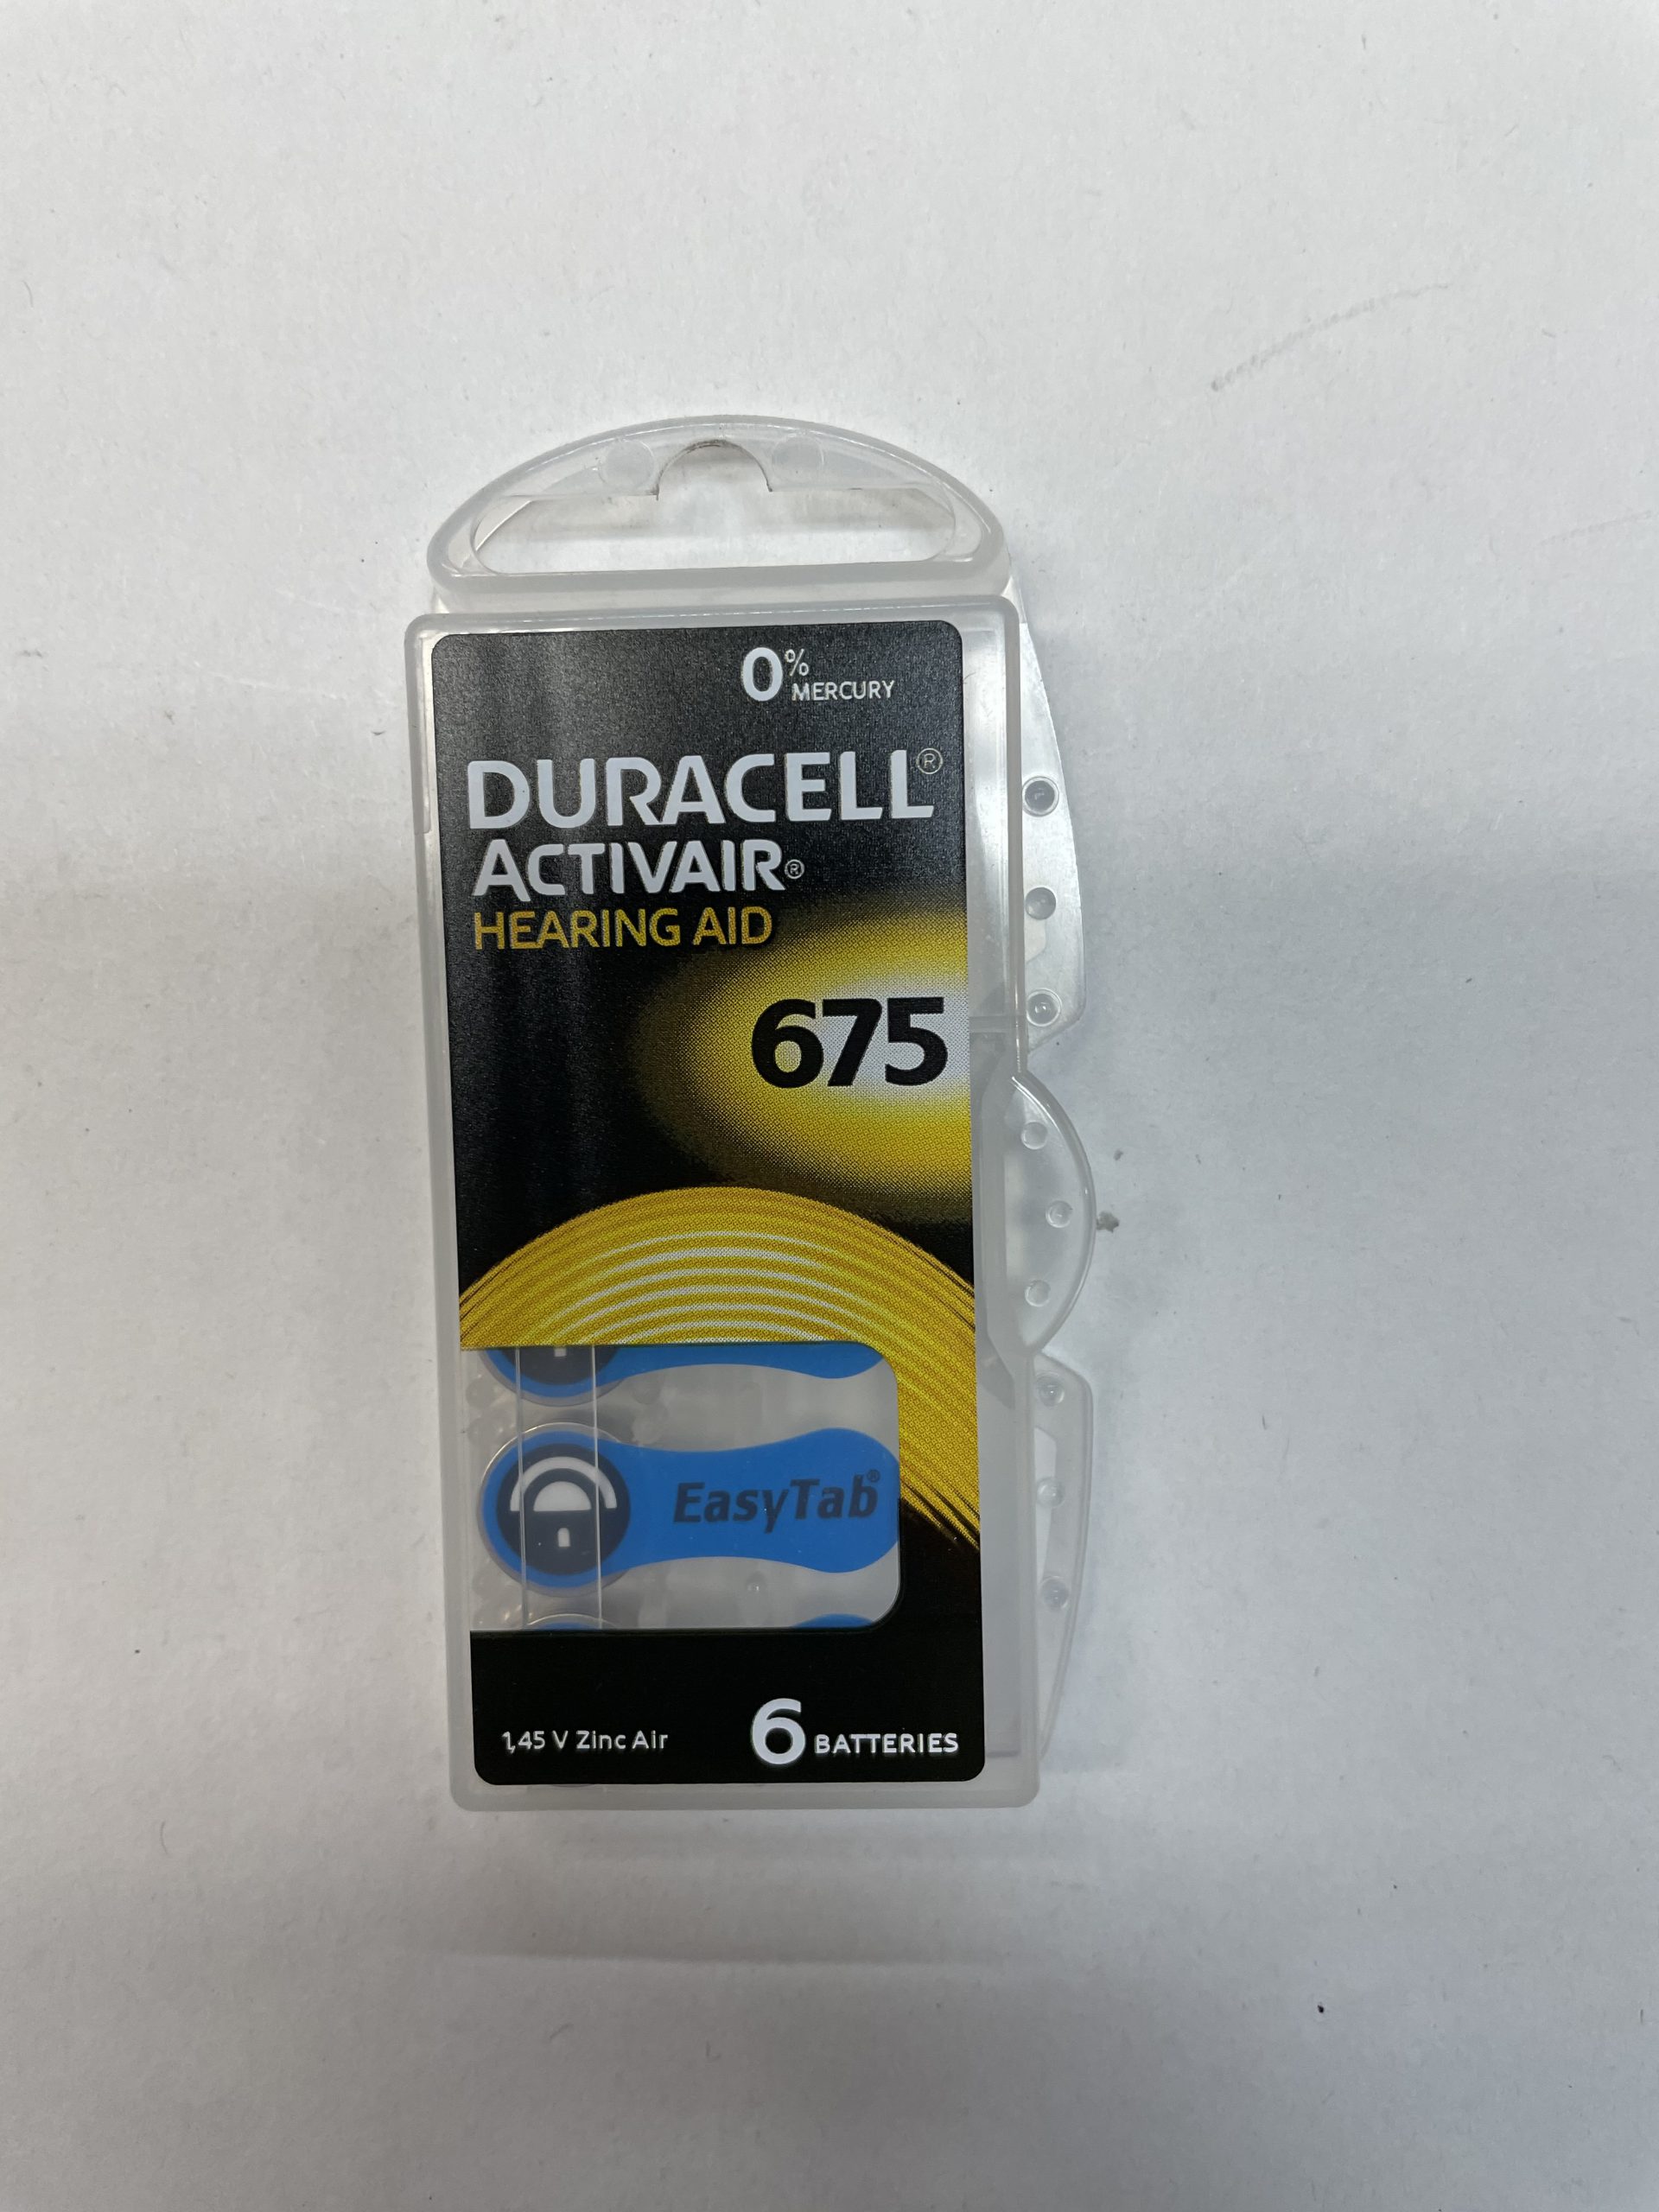 0% MERCURY
DURACELL®
ACTIVAIR®
HEARING AID
675
EasyTab®
1,45 V Zinc Air
6 BATTERIES